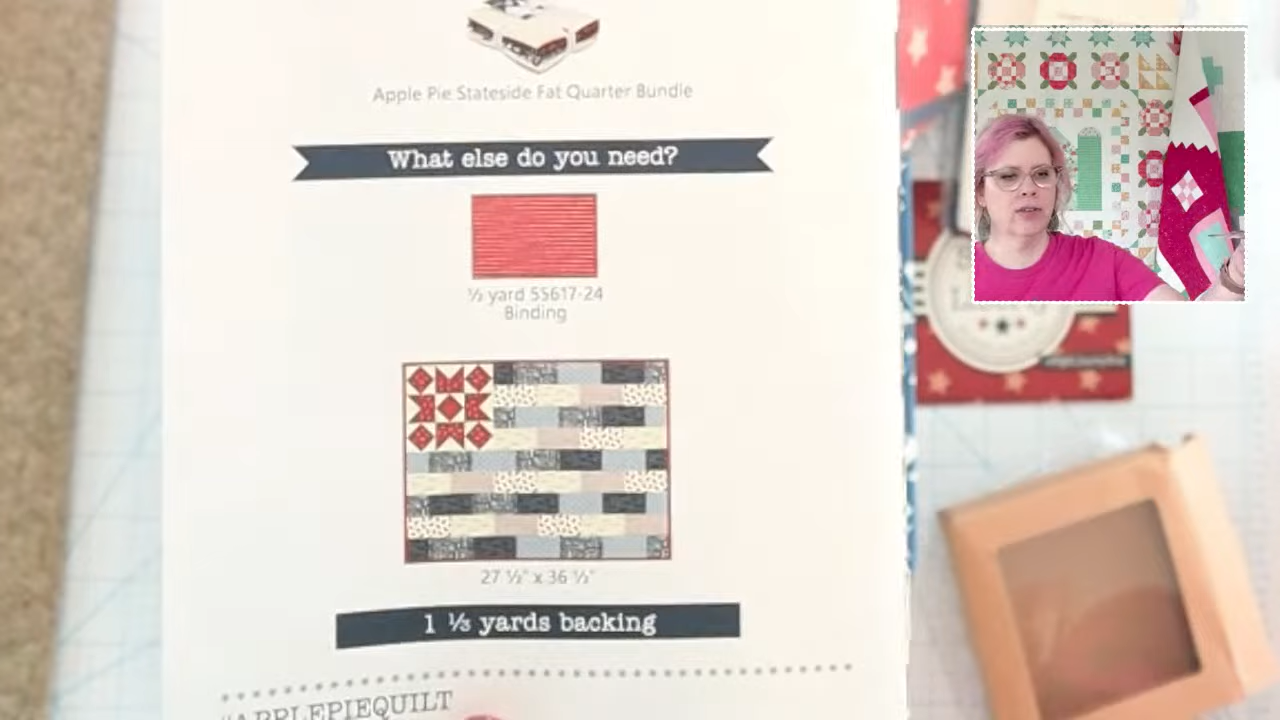 Apple Pie Stateside Fat Quarter Bundle
What else do you need?
½ yard 55617-24
Binding
27 ½" x 36 ½"
1 ⅓ yards backing
#APPLEPIEQUILT